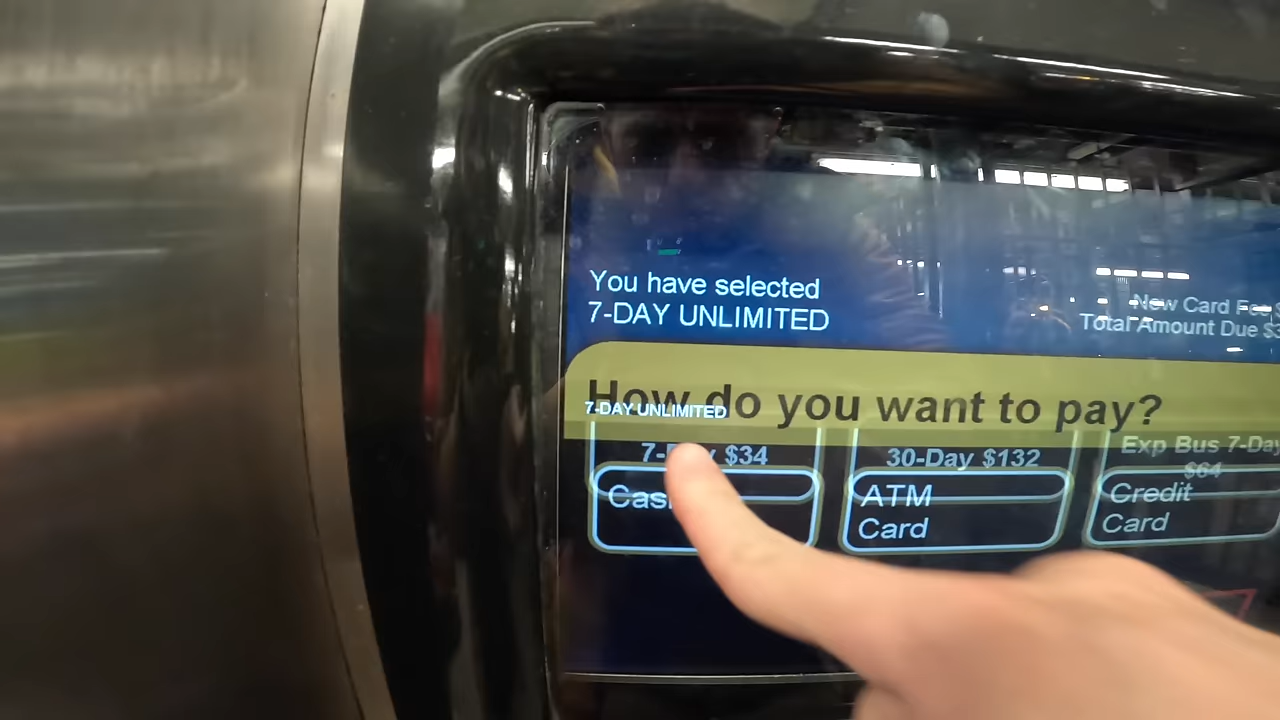 You have selected
7-DAY UNLIMITED
New Card Fee
Total Amount Due $3
How do you want to pay?
7-DAY UNLIMITED
7-Day $34
30-Day $132
Exp Bus 7-Day
$64
Cash
ATM
Card
Credit
Card